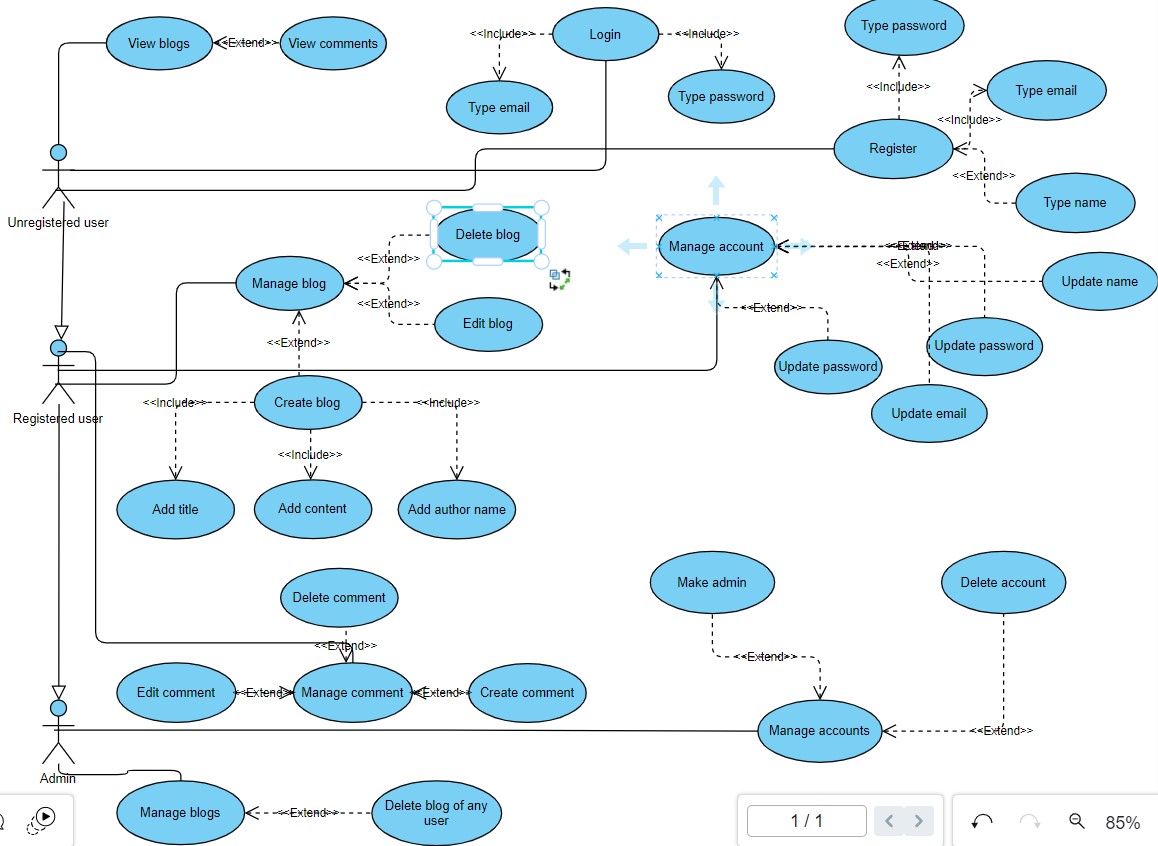 Type password
Login
<<Include>>
<<Include>>
View blogs
<<Extend>>
View comments
<<Include>>
Type email
Type password
Type email
<<Include>>
Register
<<Extend>>
Type name
Unregistered user
Delete blog
Manage account
<<Extend>>
<<Extend>>
<<Extend>>
Manage blog
Update name
<<Extend>>
<<Extend>>
Edit blog
<<Extend>>
Update password
Update password
Registered user
<<Include>>
Create blog
<<Include>>
Update email
<<Include>>
Add title
Add content
Add author name
Make admin
Delete account
Delete comment
<<Extend>>
<<Extend>>
Edit comment
<<Extend>>
Manage comment
<<Extend>>
Create comment
Manage accounts
<<Extend>>
Admin
Manage blogs
<<Extend>>
Delete blog of any
user
1 / 1
85%